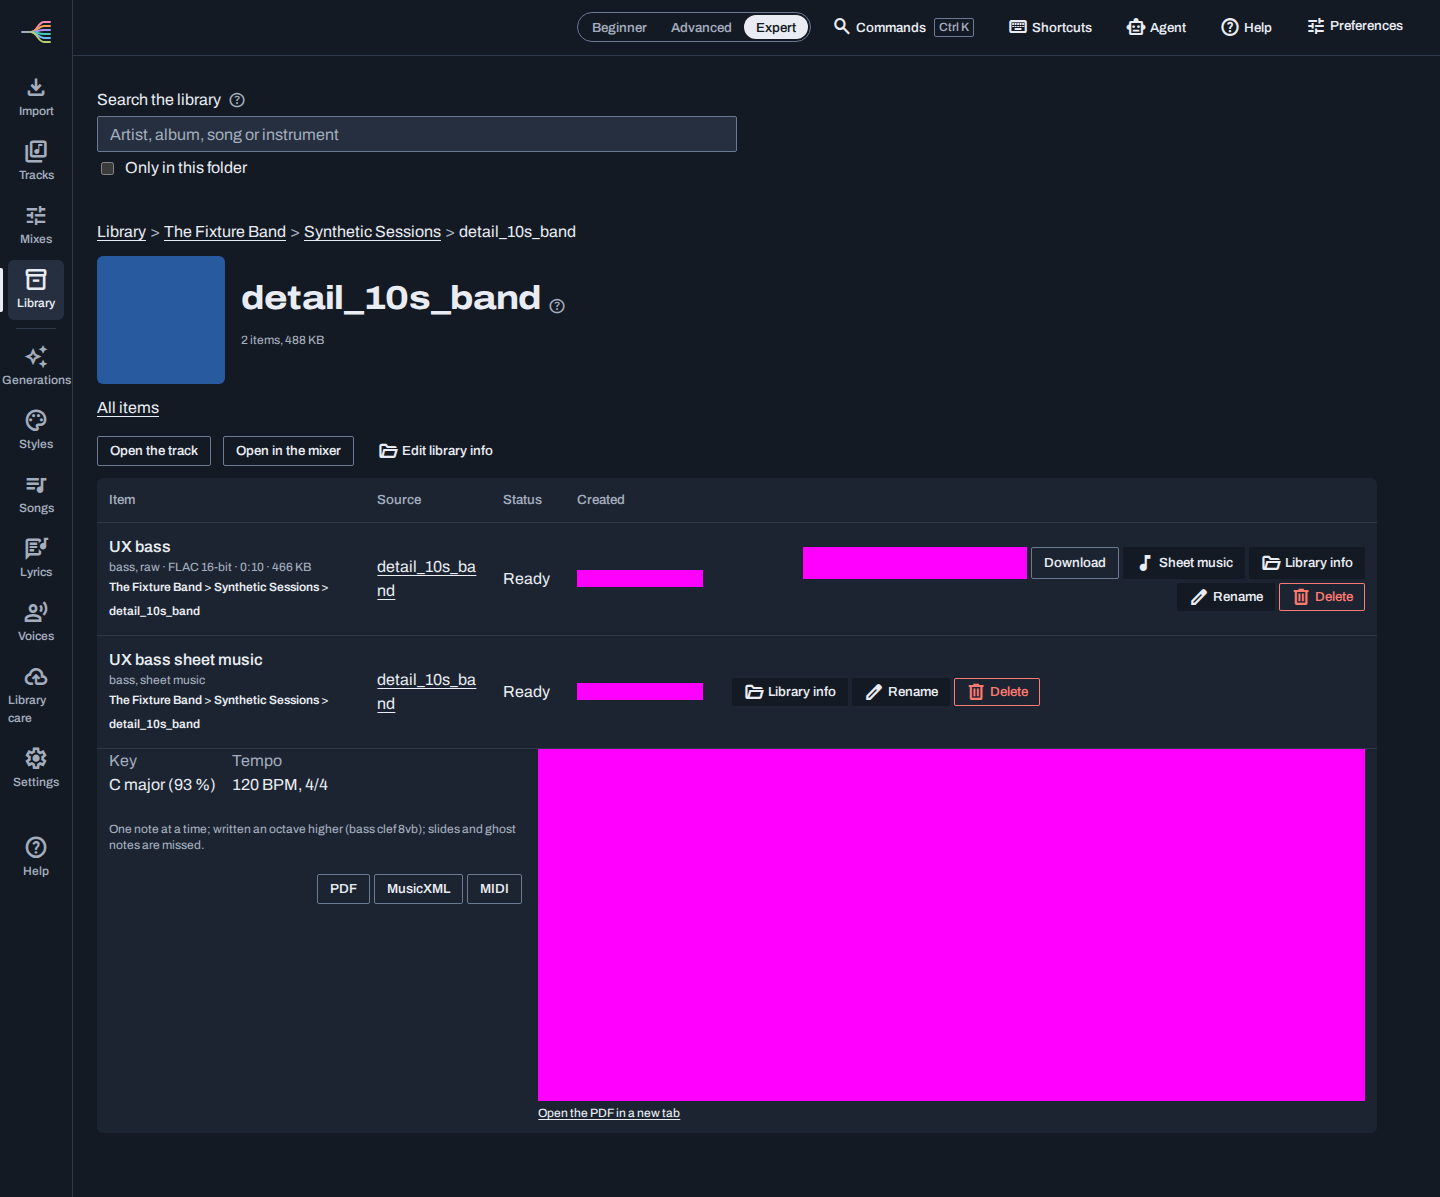 Beginner Advanced Expert Commands Ctrl K Shortcuts Agent Help Preferences
Import
Tracks
Mixes
Library
Generations
Styles
Songs
Lyrics
Voices
Library
care
Settings
Help
Search the library
Artist, album, song or instrument
Only in this folder
Library > The Fixture Band > Synthetic Sessions > detail_10s_band
detail_10s_band
2 items, 488 KB
All items
Open the track Open in the mixer Edit library info
Item Source Status Created
UX bass
bass, raw · FLAC 16-bit · 0:10 · 466 KB
The Fixture Band > Synthetic Sessions >
detail_10s_band
detail_10s_ba
nd
Ready
Download Sheet music Library info
Rename Delete
UX bass sheet music
bass, sheet music
The Fixture Band > Synthetic Sessions >
detail_10s_band
detail_10s_ba
nd
Ready
Library info Rename Delete
Key Tempo
C major (93 %) 120 BPM, 4/4
One note at a time; written an octave higher (bass clef 8vb); slides and ghost
notes are missed.
PDF MusicXML MIDI
Open the PDF in a new tab